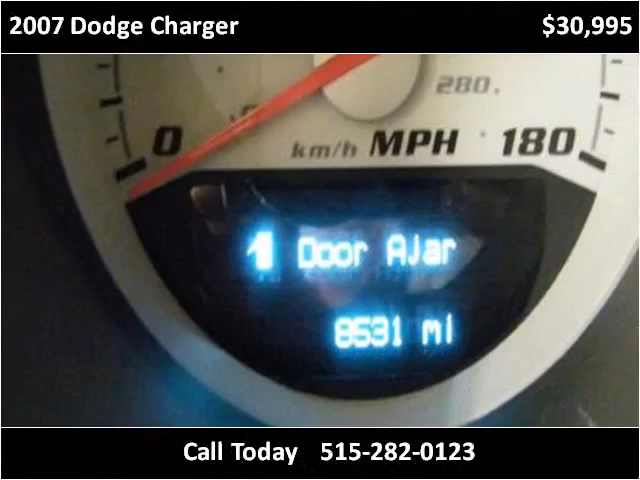 2007 Dodge Charger $30,995
280.
0 km/h MPH 180
Door Ajar
8531 mi
Call Today 515-282-0123